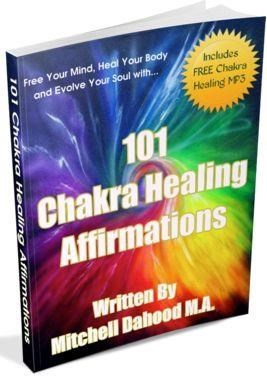 Free Your Mind, Heal Your Body
and Evolve Your Soul with...
Includes
FREE Chakra
Healing MP3
101
Chakra Healing
Affirmations
Written By
Mitchell Dahood M.A.
101 Chakra Healing Affirmations